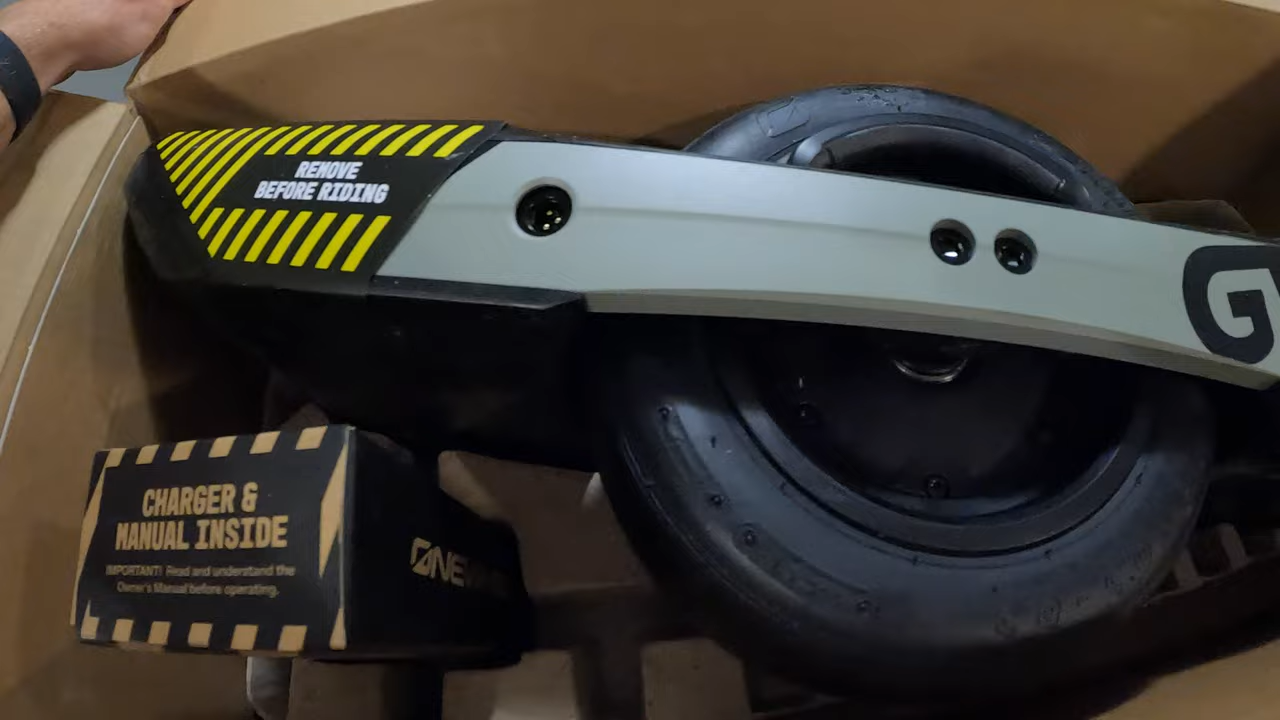 REMOVE
BEFORE RIDING
G
CHARGER &
MANUAL INSIDE
IMPORTANT! Read and understand the
Owner's Manual before operating.